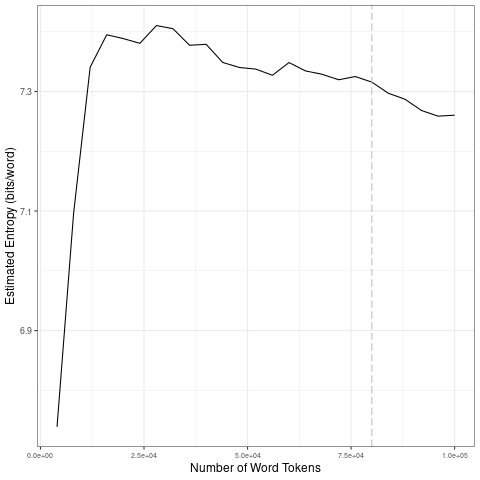 Estimated Entropy (bits/word)
7.3
7.1
6.9
0.0e+00 2.5e+04 5.0e+04 7.5e+04 1.0e+05
Number of Word Tokens